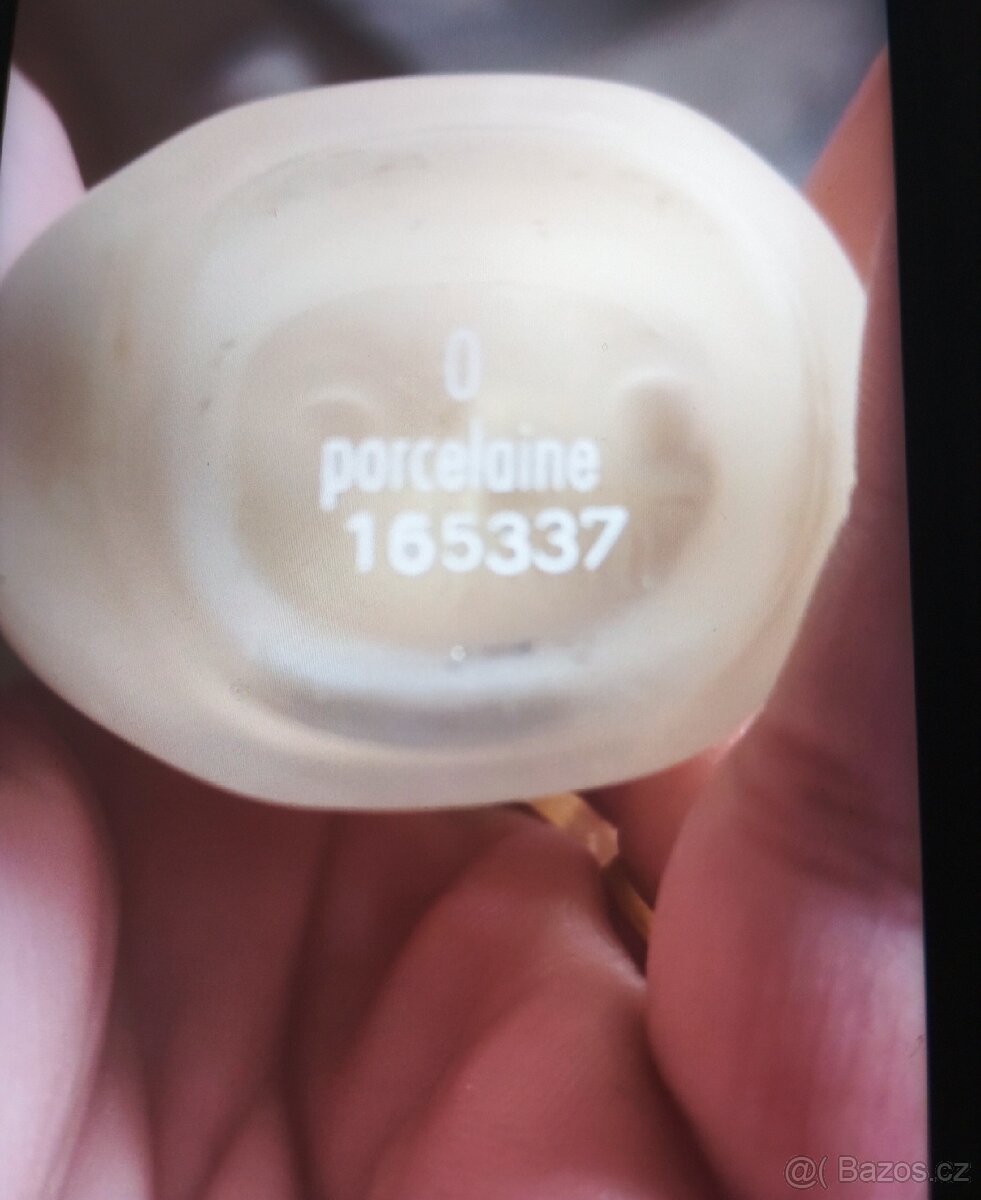 0
porcelaine
165337
@( Bazos.cz